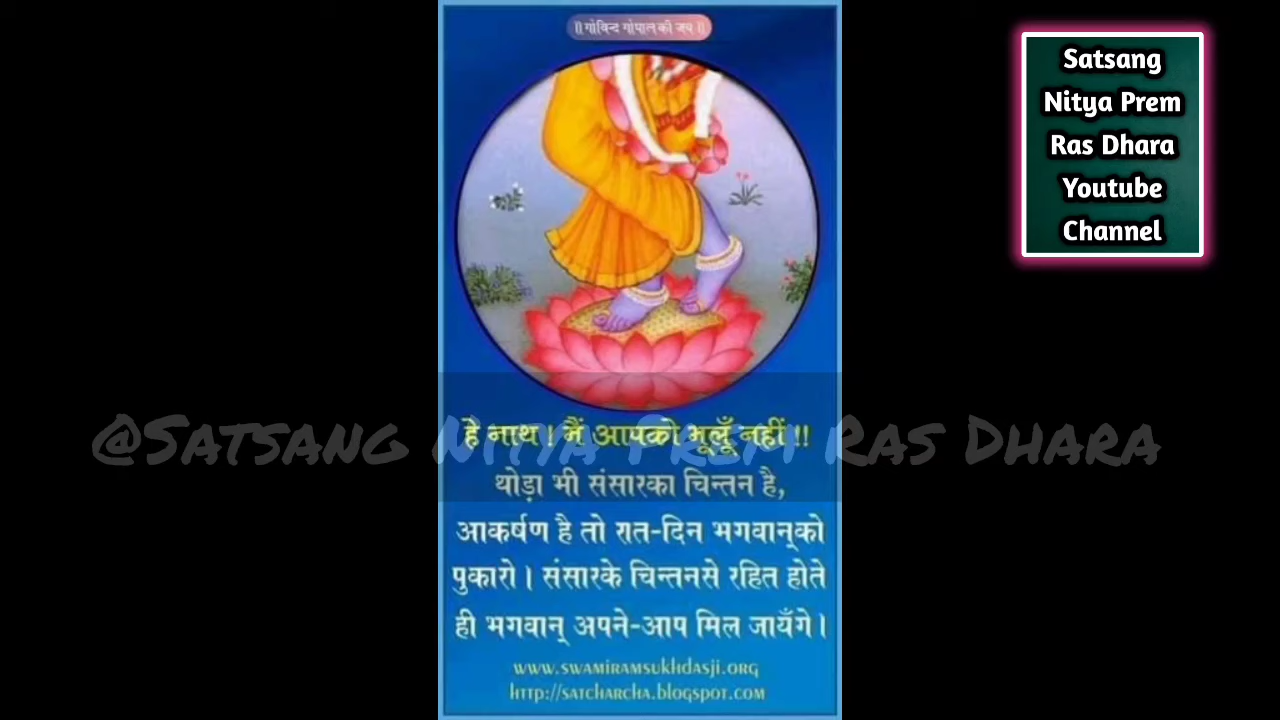 ॥ गोविन्द गोपाल की जय ॥
Satsang
Nitya Prem
Ras Dhara
Youtube
Channel
@Satsang Nitya Prem Ras Dhara
हे नाथ ! मैं आपको भूलूँ नहीं !!
थोड़ा भी संसारका चिन्तन है,
आकर्षण है तो रात-दिन भगवान्‌को
पुकारो। संसारके चिन्तनसे रहित होते
ही भगवान् अपने-आप मिल जायँगे।
www.swamiramsukhdasji.org
http://satcharcha.blogspot.com